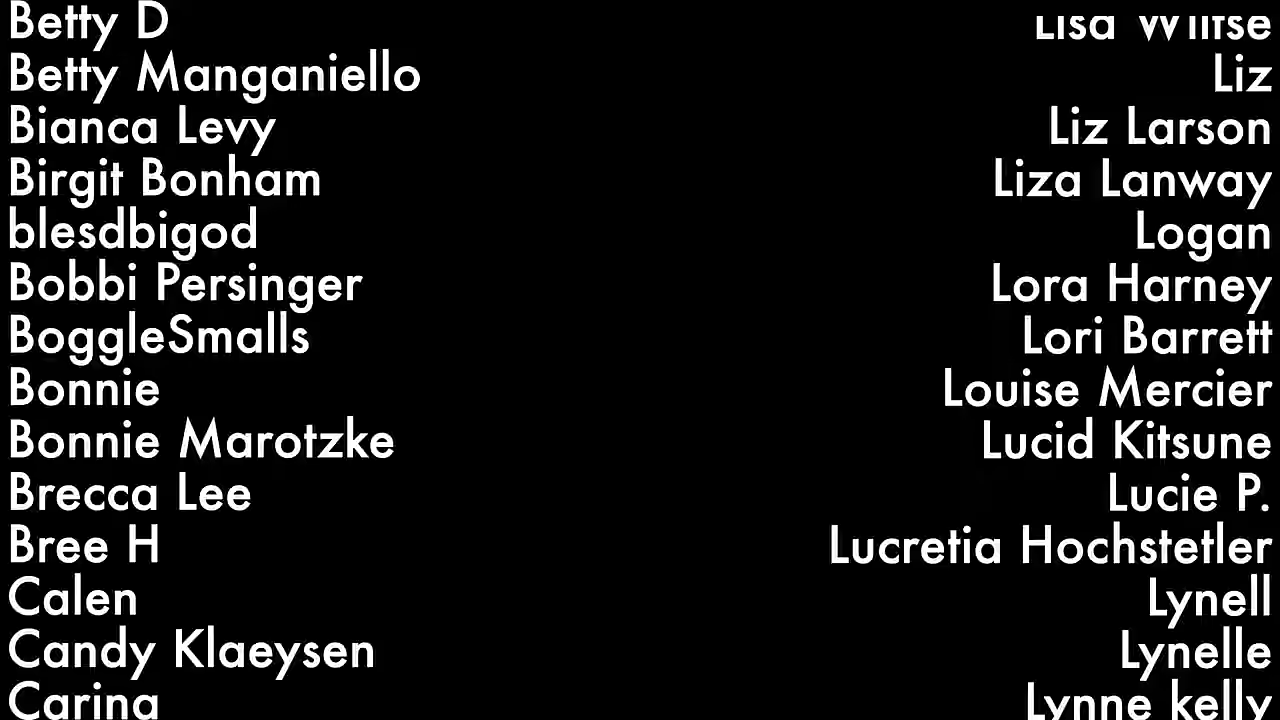 Betty D
Betty Manganiello
Bianca Levy
Birgit Bonham
blesdbigod
Bobbi Persinger
BoggleSmalls
Bonnie
Bonnie Marotzke
Brecca Lee
Bree H
Calen
Candy Klaeysen
Carina
Lisa Wiltse
Liz
Liz Larson
Liza Lanway
Logan
Lora Harney
Lori Barrett
Louise Mercier
Lucid Kitsune
Lucie P.
Lucretia Hochstetler
Lynell
Lynelle
Lynne kelly